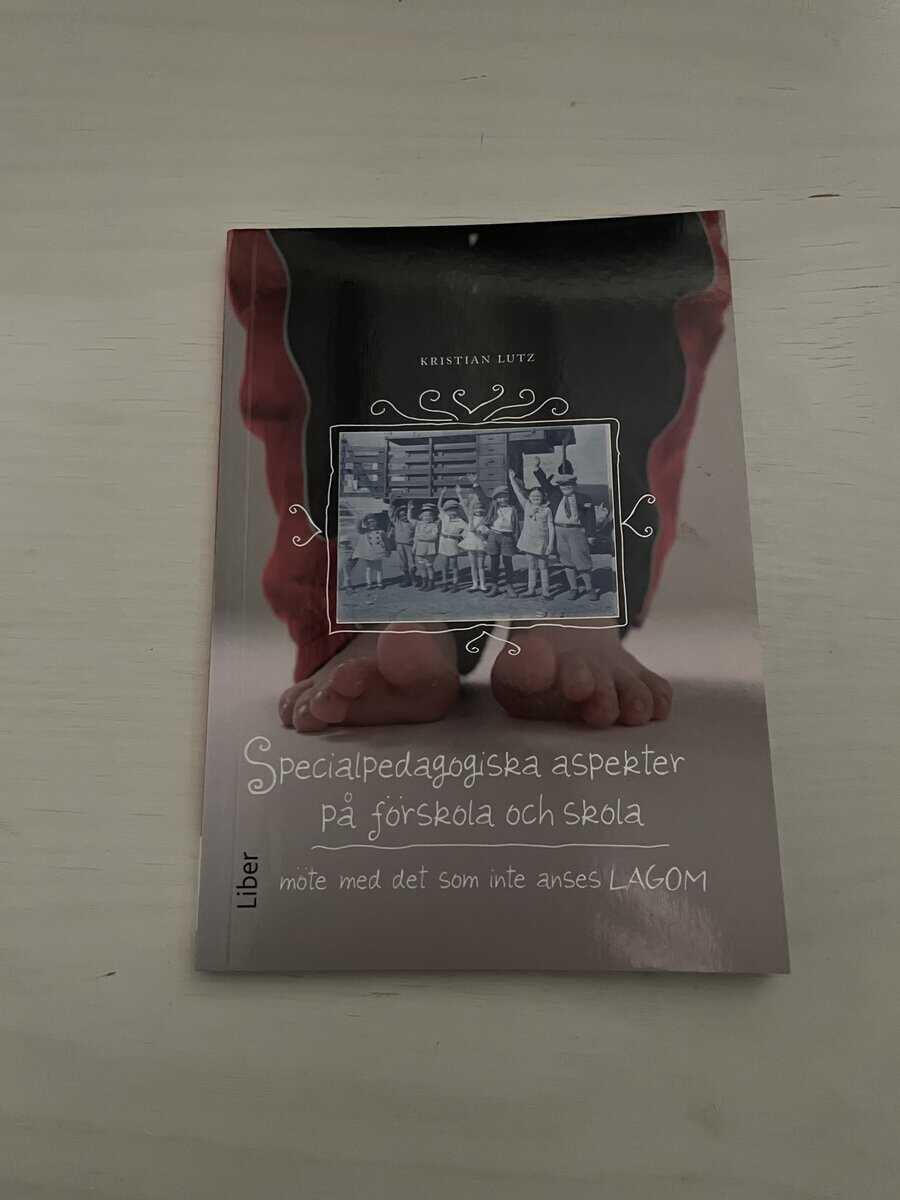 KRISTIAN LUTZ
Specialpedagogiska aspekter
på förskola och skola
möte med det som inte anses LAGOM
Liber